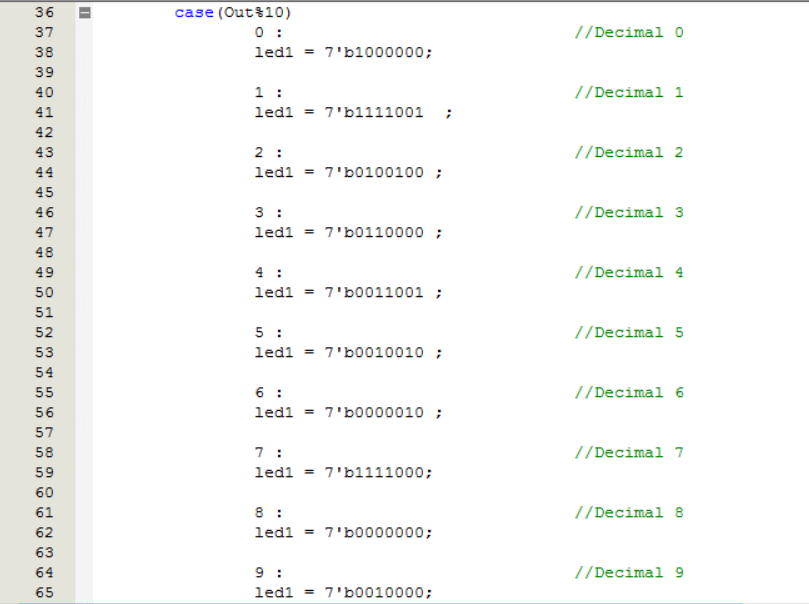 36 case(Out%10)
37 0 : //Decimal 0
38 led1 = 7'b1000000;
39
40 1 : //Decimal 1
41 led1 = 7'b1111001 ;
42
43 2 : //Decimal 2
44 led1 = 7'b0100100 ;
45
46 3 : //Decimal 3
47 led1 = 7'b0110000 ;
48
49 4 : //Decimal 4
50 led1 = 7'b0011001 ;
51
52 5 : //Decimal 5
53 led1 = 7'b0010010 ;
54
55 6 : //Decimal 6
56 led1 = 7'b0000010 ;
57
58 7 : //Decimal 7
59 led1 = 7'b1111000;
60
61 8 : //Decimal 8
62 led1 = 7'b0000000;
63
64 9 : //Decimal 9
65 led1 = 7'b0010000;